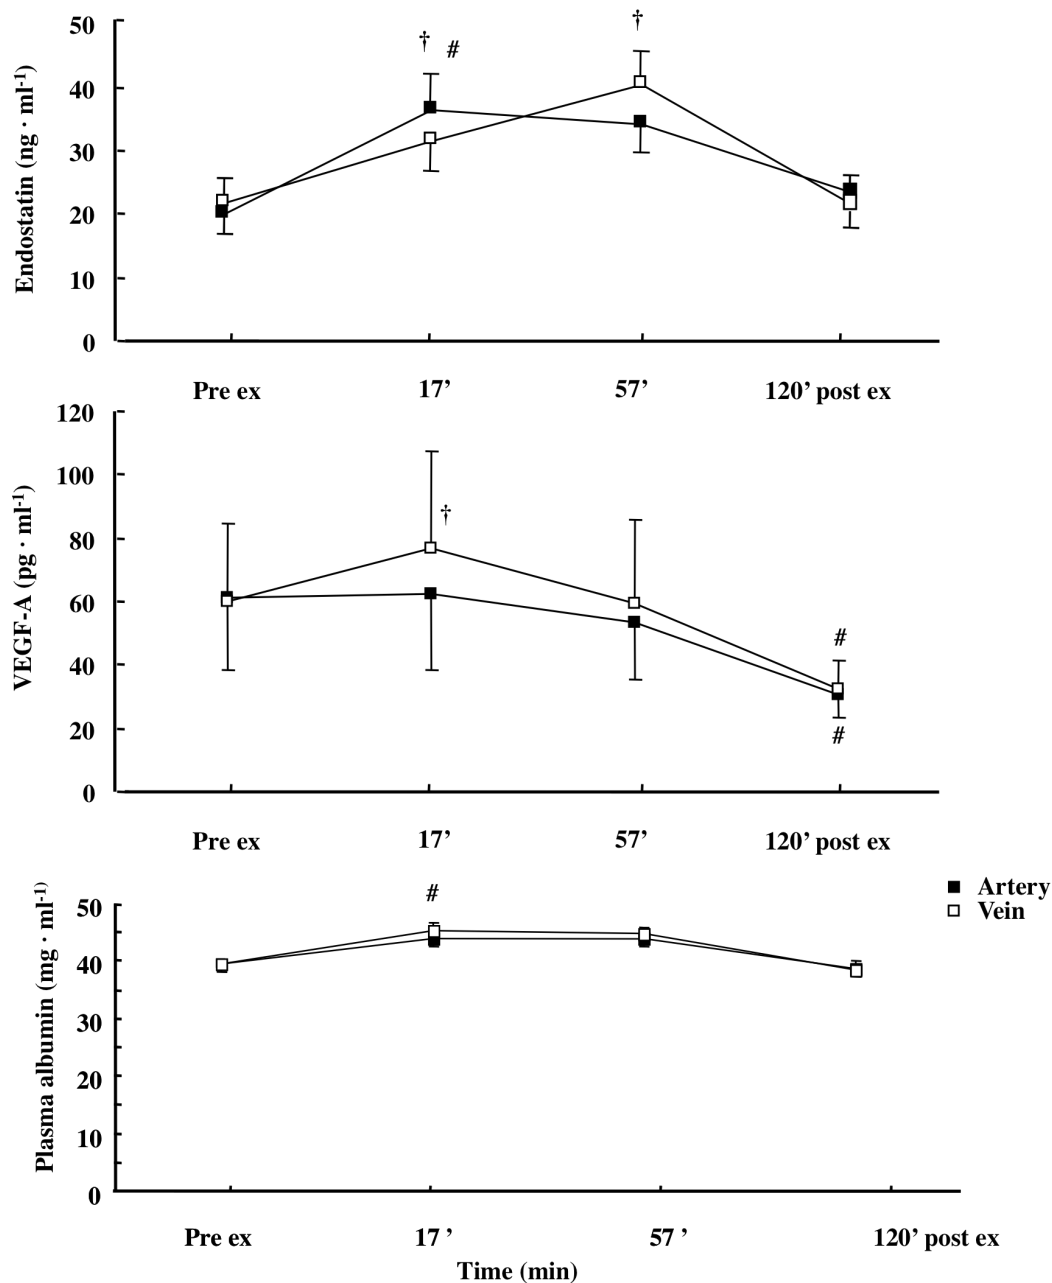 Endostatin (ng · ml-1)
50
40
30
20
10
0
†
#
†
Pre ex 17’ 57’ 120’ post ex
VEGF-A (pg · ml-1)
120
100
80
60
40
20
0
†
#
#
Pre ex 17’ 57’ 120’ post ex
Artery
Vein
Plasma albumin (mg · ml-1)
50
40
30
20
10
0
#
Pre ex 17 ’ 57 ’ 120’ post ex
Time (min)